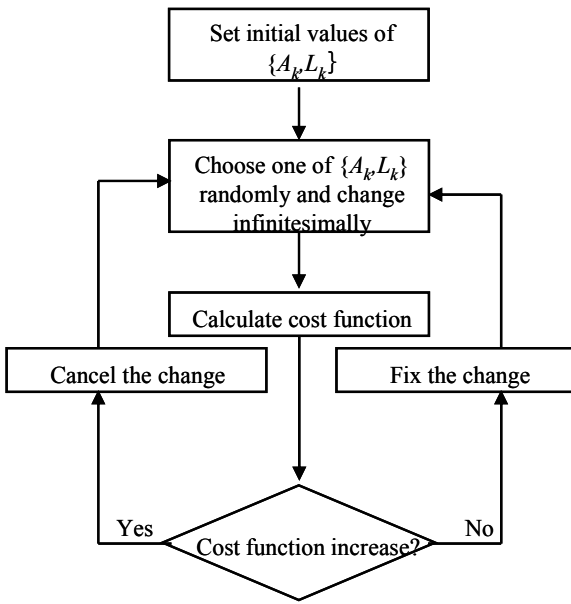 Set initial values of
{A_k,L_k}
Choose one of {A_k,L_k}
randomly and change
infinitesimally
Calculate cost function
Cancel the change
Fix the change
Yes
No
Cost function increase?